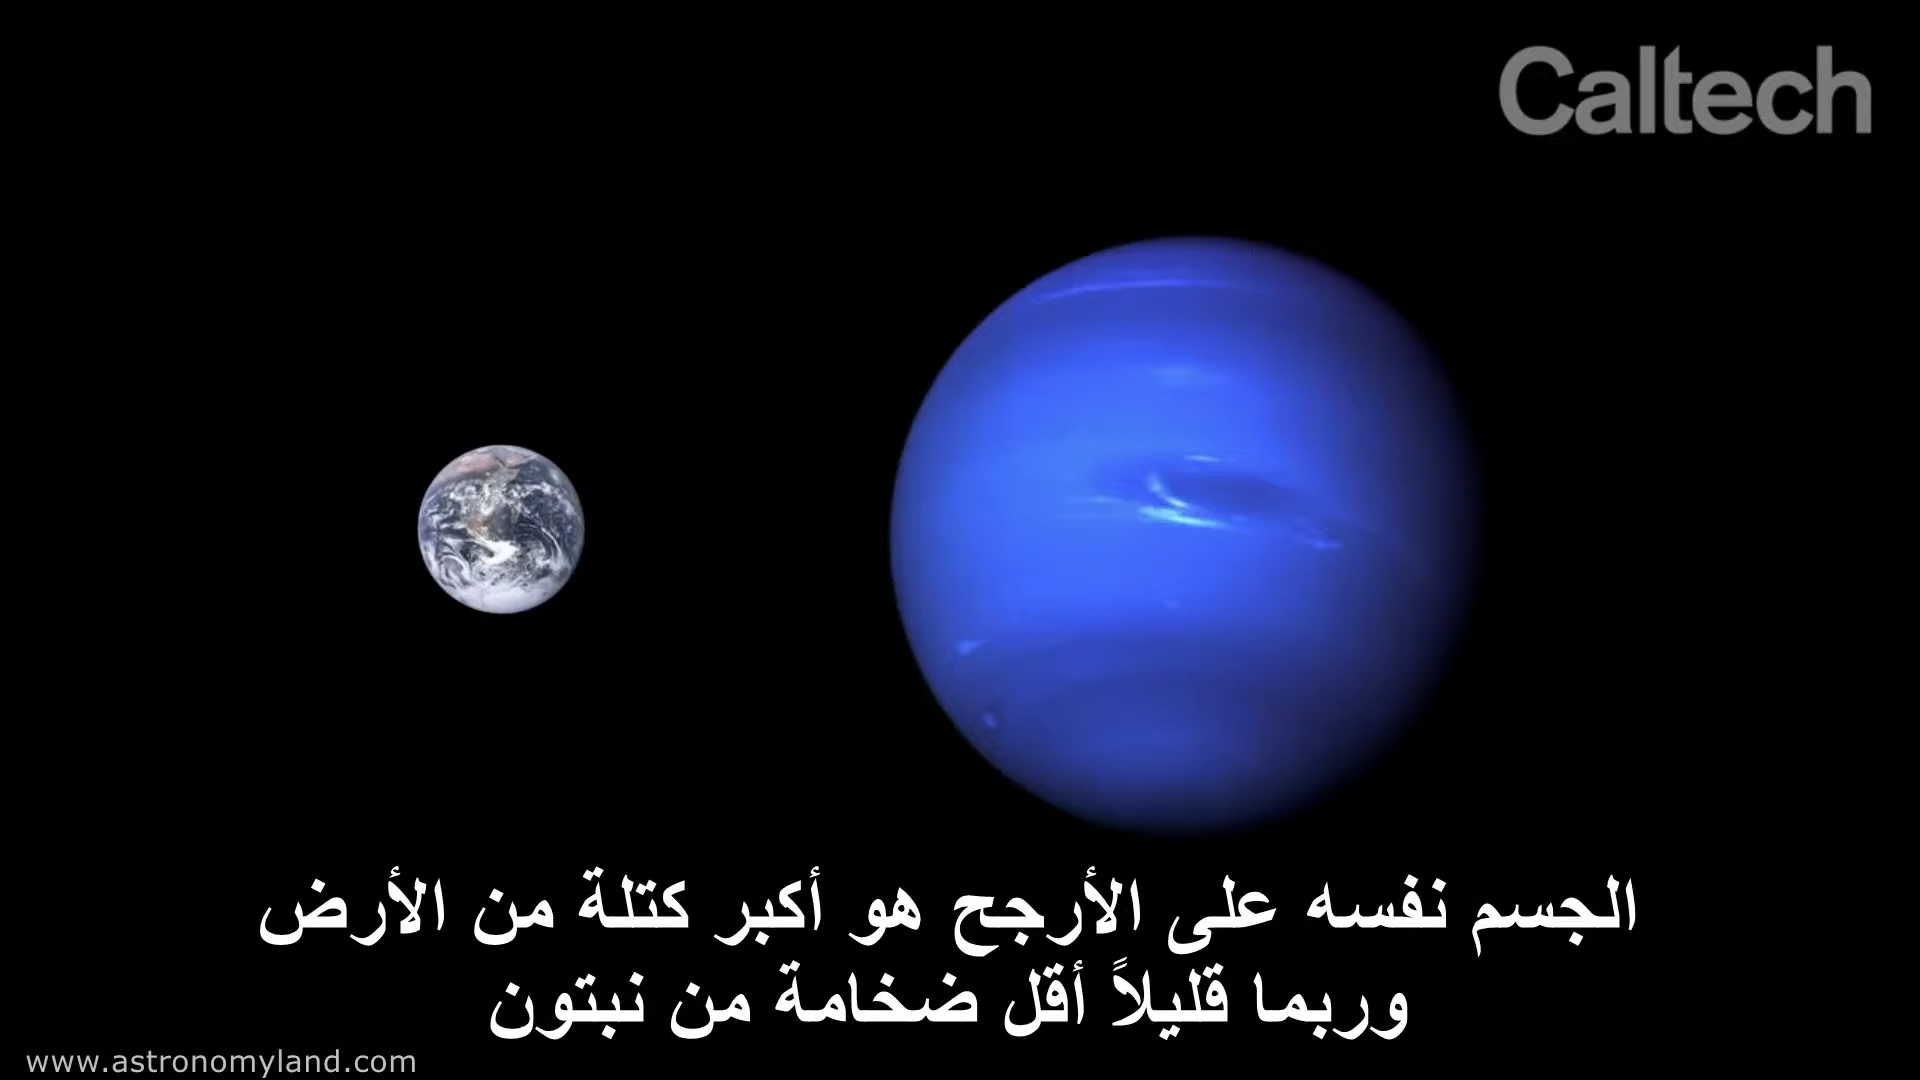 Caltech
الجسم نفسه على الأرجح هو أكبر كتلة من الأرض
وربما قليلاً أقل ضخامة من نبتون
www.astronomyland.com